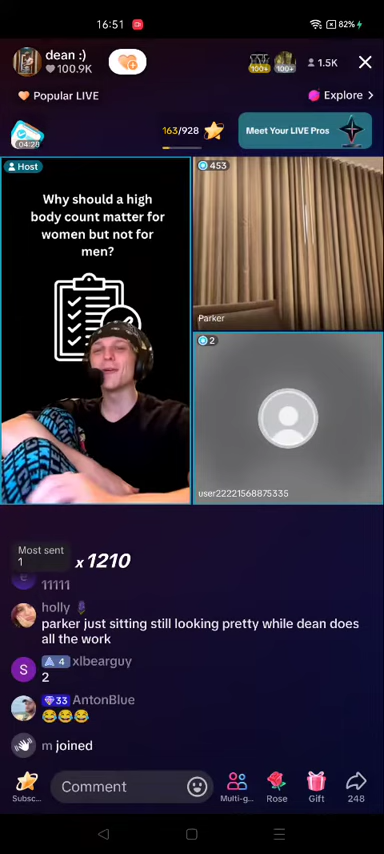 16:51
82%
dean :)
100.9K
100+
100+
1.5K
Popular LIVE
Explore >
04:28
163/928
Meet Your LIVE Pros
Host
Why should a high
body count matter for
women but not for
men?
453
Parker
2
user22221568875335
Most sent
1
x 1210
11111
holly
parker just sitting still looking pretty while dean does
all the work
S
4 xlbearguy
2
33 AntonBlue
😂😂😂
m joined
Subsc...
Comment
Multi-g...
Rose
Gift
248